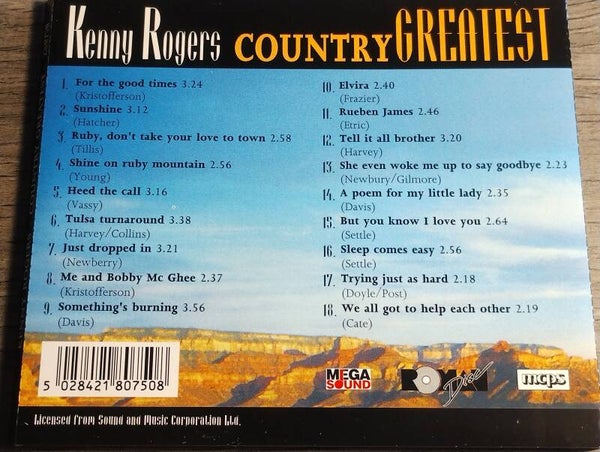 Kenny Rogers COUNTRY GREATEST
1. For the good times 3.24
(Kristofferson)
2. Sunshine 3.12
(Hatcher)
3. Ruby, don't take your love to town 2.58
(Tillis)
4. Shine on ruby mountain 2.56
(Young)
5. Heed the call 3.16
(Vassy)
6. Tulsa turnaround 3.38
(Harvey/Collins)
7. Just dropped in 3.21
(Newberry)
8. Me and Bobby Mc Ghee 2.37
(Kristofferson)
9. Something's burning 3.56
(Davis)
10. Elvira 2.40
(Frazier)
11. Rueben James 2.46
(Etric)
12. Tell it all brother 3.20
(Harvey)
13. She even woke me up to say goodbye 2.23
(Newbury/Gilmore)
14. A poem for my little lady 2.35
(Davis)
15. But you know I love you 2.64
(Settle)
16. Sleep comes easy 2.56
(Settle)
17. Trying just as hard 2.18
(Doyle/Post)
18. We all got to help each other 2.19
(Cate)
5 028421 807508
MEGA SOUND
ROMAN Disc
mcps
Licensed from Sound and Music Corporation Ltd.